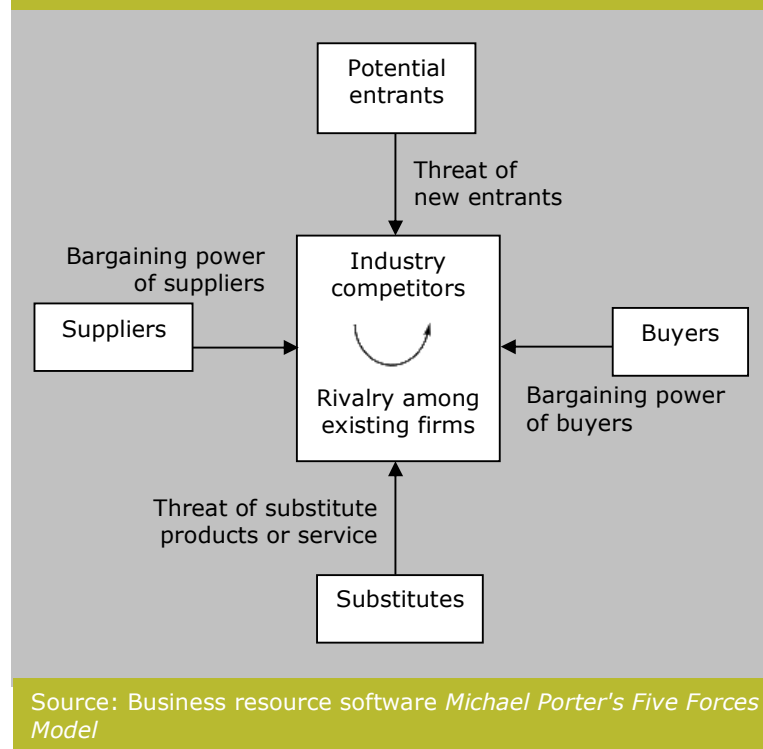 Potential
entrants
Threat of
new entrants
Bargaining power
of suppliers
Suppliers
Industry
competitors
Rivalry among
existing firms
Buyers
Bargaining power
of buyers
Threat of substitute
products or service
Substitutes
Source: Business resource software Michael Porter's Five Forces
Model